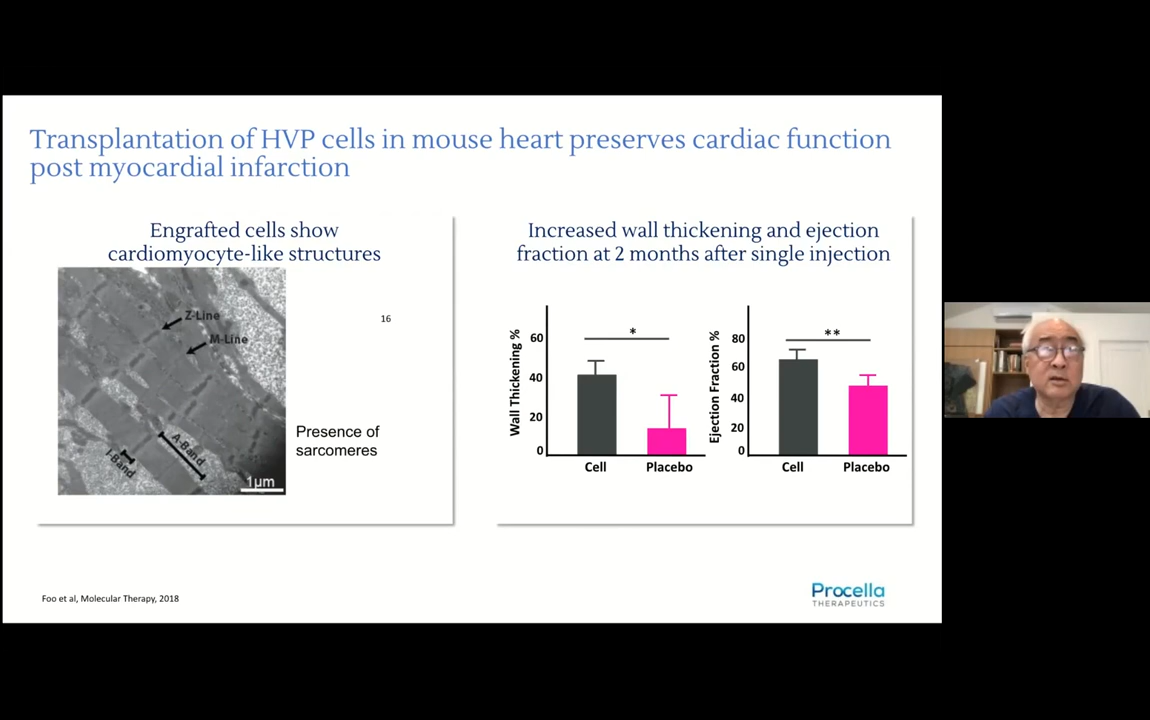 Transplantation of HVP cells in mouse heart preserves cardiac function
post myocardial infarction
Engrafted cells show
cardiomyocyte-like structures
Z-Line
M-Line
A-Band
I-Band
1μm
16
Presence of
sarcomeres
Increased wall thickening and ejection
fraction at 2 months after single injection
Wall Thickening %
60
40
20
0
*
Cell
Placebo
Ejection Fraction %
80
60
40
20
0
**
Cell
Placebo
Foo et al, Molecular Therapy, 2018
Procella
THERAPEUTICS